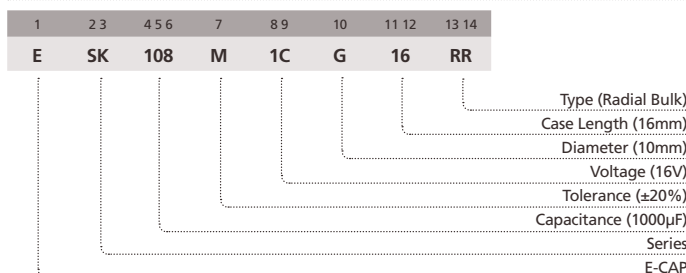 1 2 3 4 5 6 7 8 9 10 11 12 13 14
E SK 108 M 1C G 16 RR
Type (Radial Bulk)
Case Length (16mm)
Diameter (10mm)
Voltage (16V)
Tolerance (±20%)
Capacitance (1000µF)
Series
E-CAP